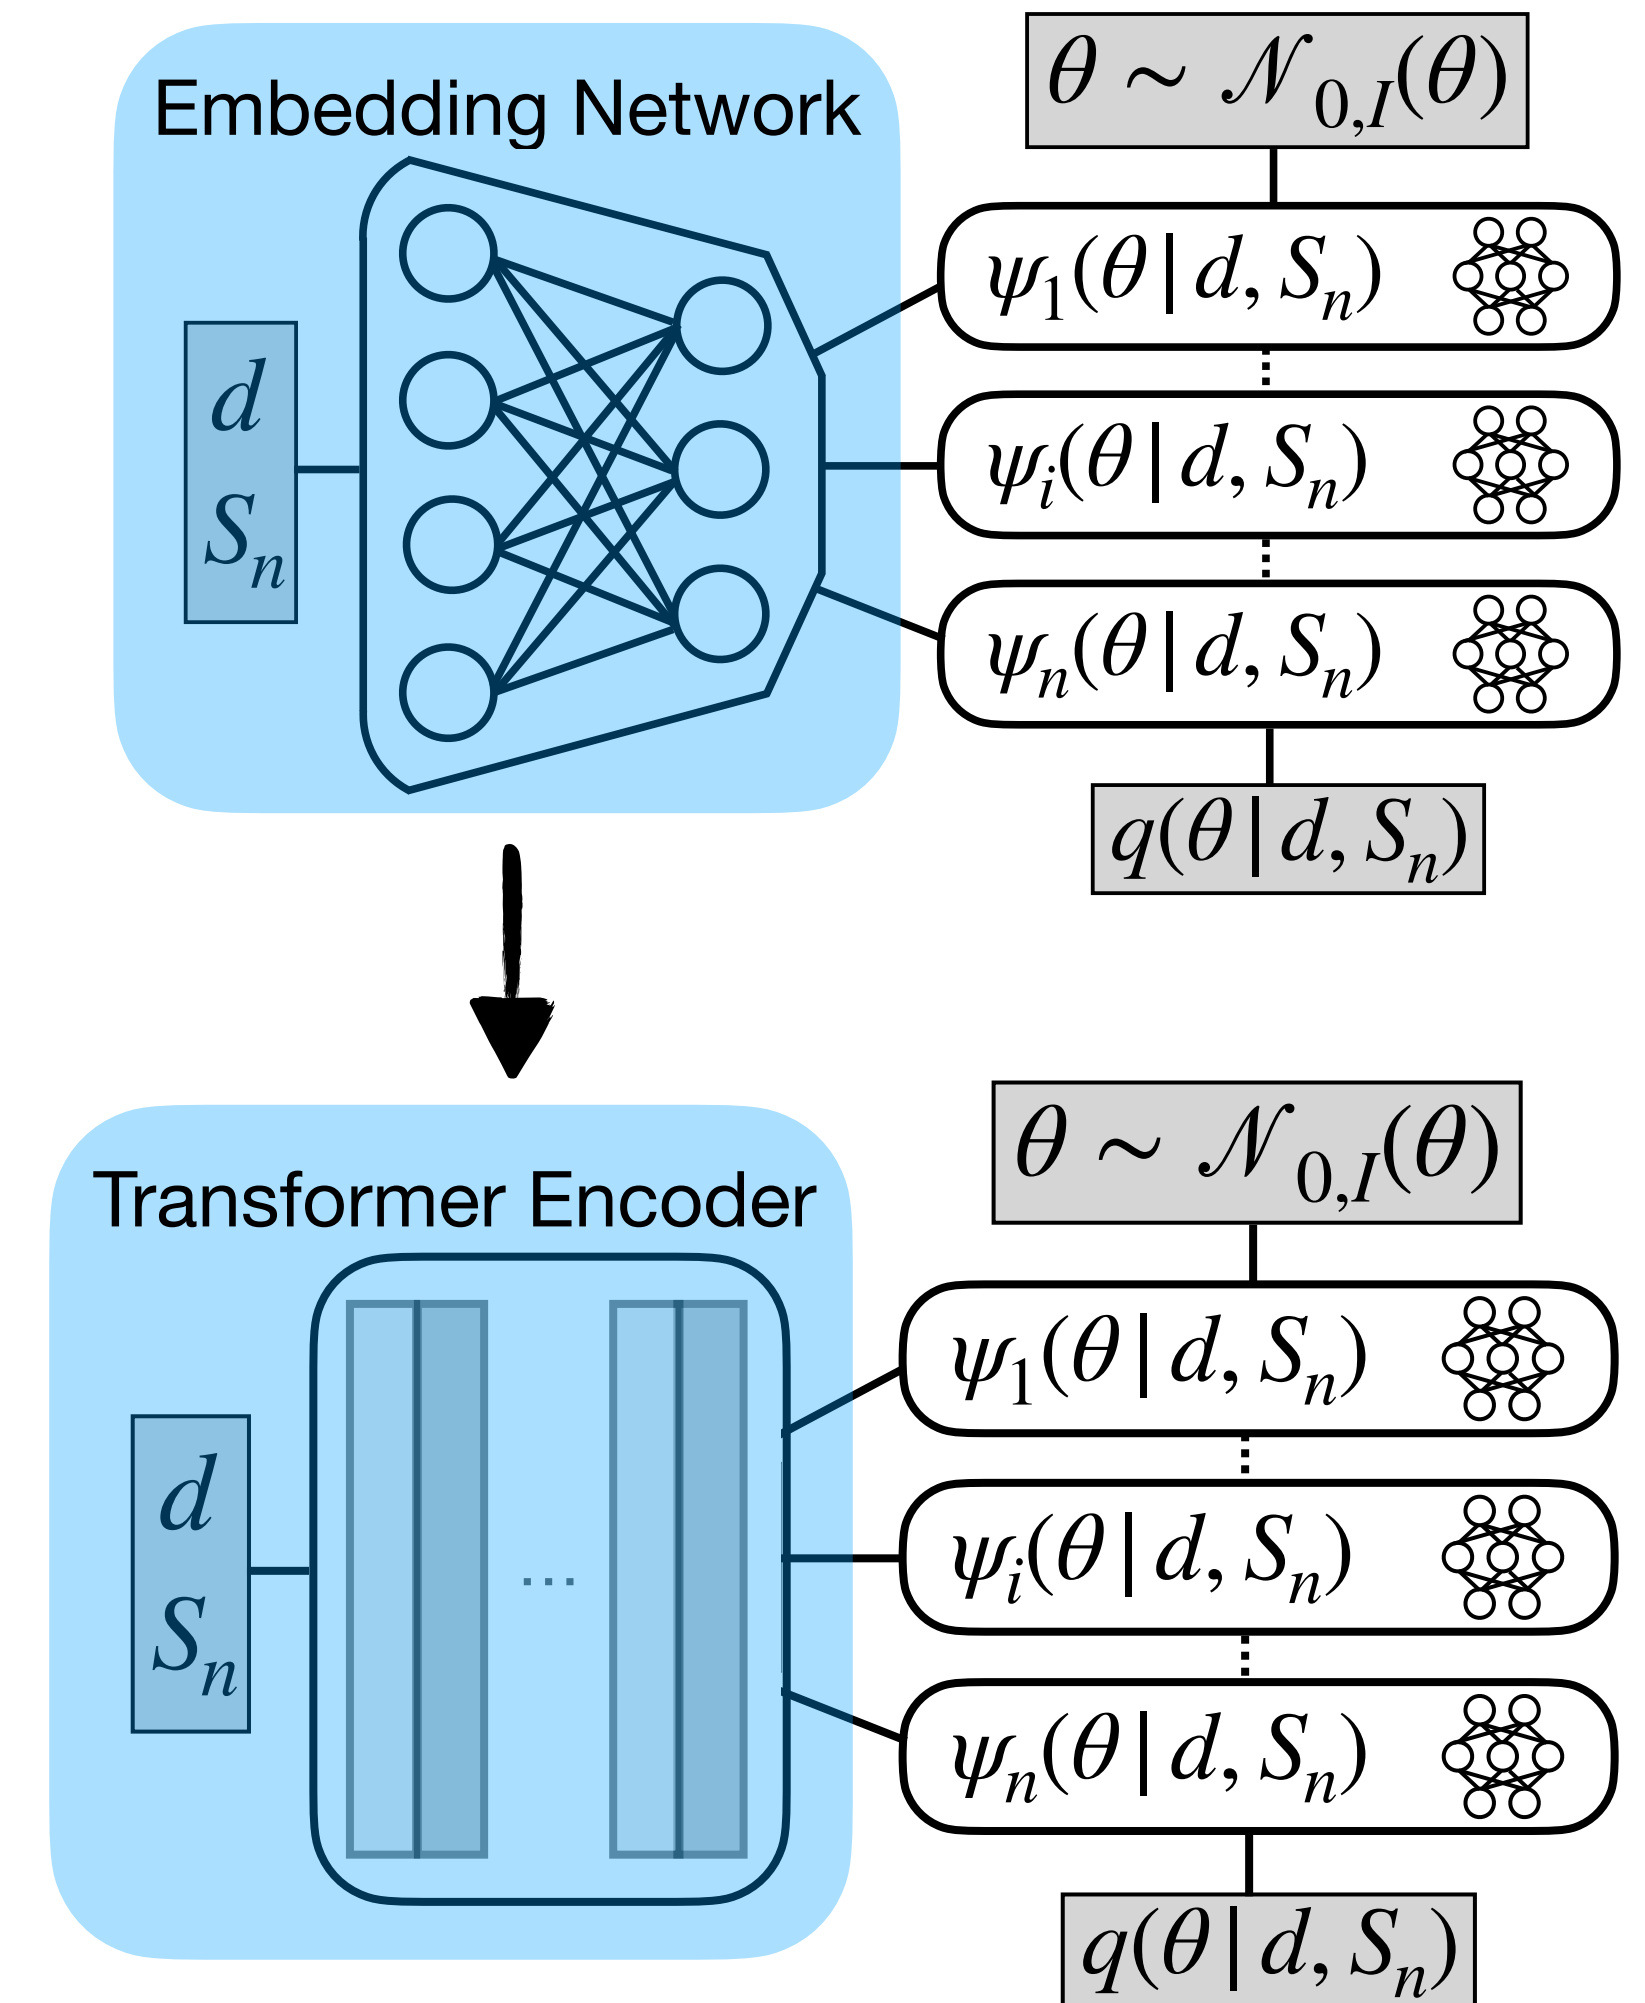 Embedding Network
d
Sₙ
θ ∼ 𝒩₀,I(θ)
ψ₁(θ | d, Sₙ)
ψᵢ(θ | d, Sₙ)
ψₙ(θ | d, Sₙ)
q(θ | d, Sₙ)
Transformer Encoder
d
Sₙ
...
θ ∼ 𝒩₀,I(θ)
ψ₁(θ | d, Sₙ)
ψᵢ(θ | d, Sₙ)
ψₙ(θ | d, Sₙ)
q(θ | d, Sₙ)